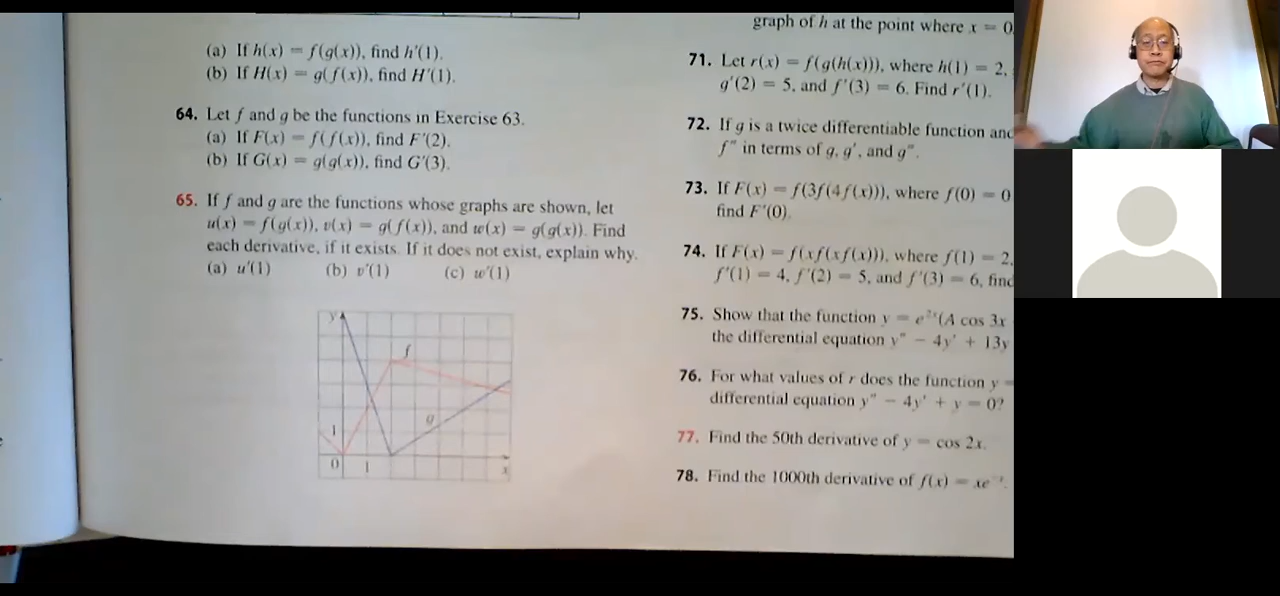 (a) If h(x) = f(g(x)), find h′(1).
(b) If H(x) = g(f(x)), find H′(1).
64. Let f and g be the functions in Exercise 63.
(a) If F(x) = f(f(x)), find F′(2).
(b) If G(x) = g(g(x)), find G′(3).
65. If f and g are the functions whose graphs are shown, let
u(x) = f(g(x)), v(x) = g(f(x)), and w(x) = g(g(x)). Find
each derivative, if it exists. If it does not exist, explain why.
(a) u′(1) (b) v′(1) (c) w′(1)
y
f
g
1
0 1 x
graph of h at the point where x = 0
71. Let r(x) = f(g(h(x))), where h(1) = 2,
g′(2) = 5, and f′(3) = 6. Find r′(1).
72. If g is a twice differentiable function and
f″ in terms of g, g′, and g″.
73. If F(x) = f(3f(4f(x))), where f(0) = 0
find F′(0).
74. If F(x) = f(xf(xf(x))), where f(1) = 2,
f′(1) = 4, f′(2) = 5, and f′(3) = 6, find
75. Show that the function y = e²ˣ(A cos 3x
the differential equation y″ − 4y′ + 13y
76. For what values of r does the function y =
differential equation y″ − 4y′ + y = 0?
77. Find the 50th derivative of y = cos 2x.
78. Find the 1000th derivative of f(x) = xe⁻ˣ.